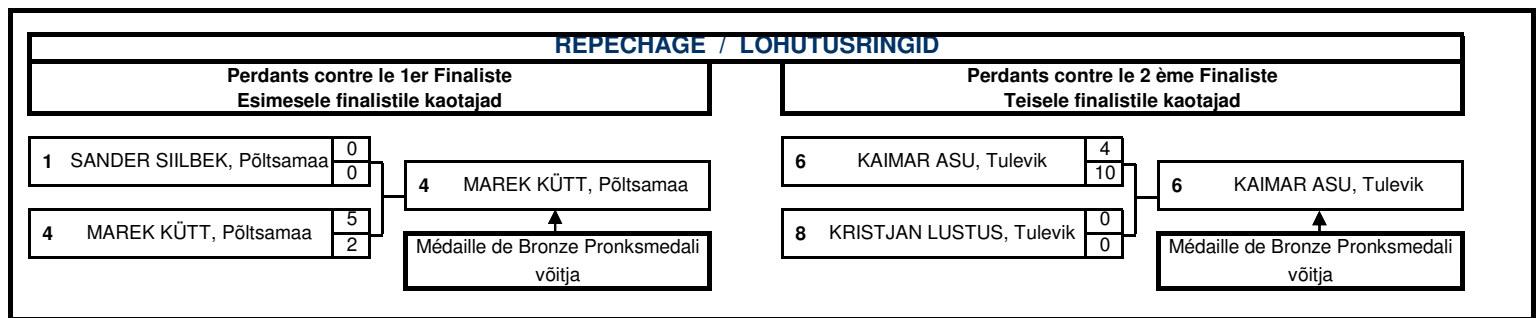 REPECHAGE / LOHUTUSRINGID
Perdants contre le 1er Finaliste
Esimesele finalistile kaotajad
Perdants contre le 2 ème Finaliste
Teisele finalistile kaotajad
1 SANDER SIILBEK, Põltsamaa 0
0
4 MAREK KÜTT, Põltsamaa
4 MAREK KÜTT, Põltsamaa 5
2
Médaille de Bronze Pronksmedali
võitja
6 KAIMAR ASU, Tulevik 4
10
6 KAIMAR ASU, Tulevik
8 KRISTJAN LUSTUS, Tulevik 0
0
Médaille de Bronze Pronksmedali
võitja